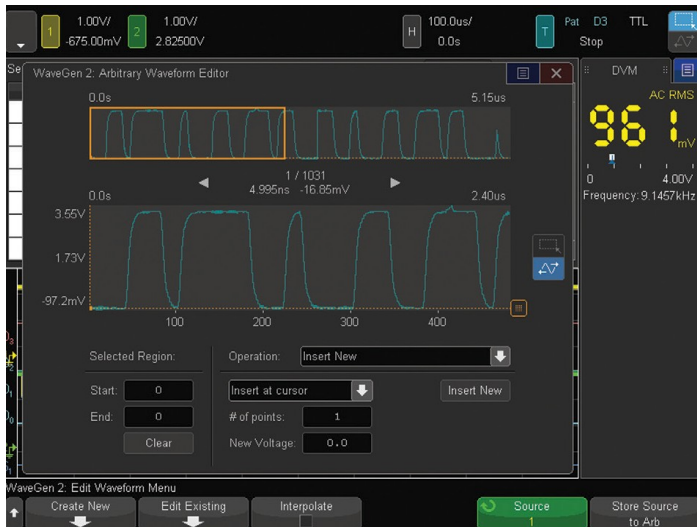 1 1.00V/ -675.00mV
2 1.00V/ 2.82500V
H 100.0us/ 0.0s
T Pat D3 TTL
Stop
Se
WaveGen 2: Arbitrary Waveform Editor
DVM
AC RMS
961 mV
0 4.00V
Frequency: 9.1457kHz
0.0s 5.15us
1 / 1031
4.995ns -16.85mV
0.0s 2.40us
3.55V
1.73V
-97.2mV
100 200 300 400
Selected Region:
Operation: Insert New
Start: 0
Insert at cursor
Insert New
End: 0
# of points: 1
Clear
New Voltage: 0.0
WaveGen 2: Edit Waveform Menu
Create New
Edit Existing
Interpolate
Source
1
Store Source
to Arb